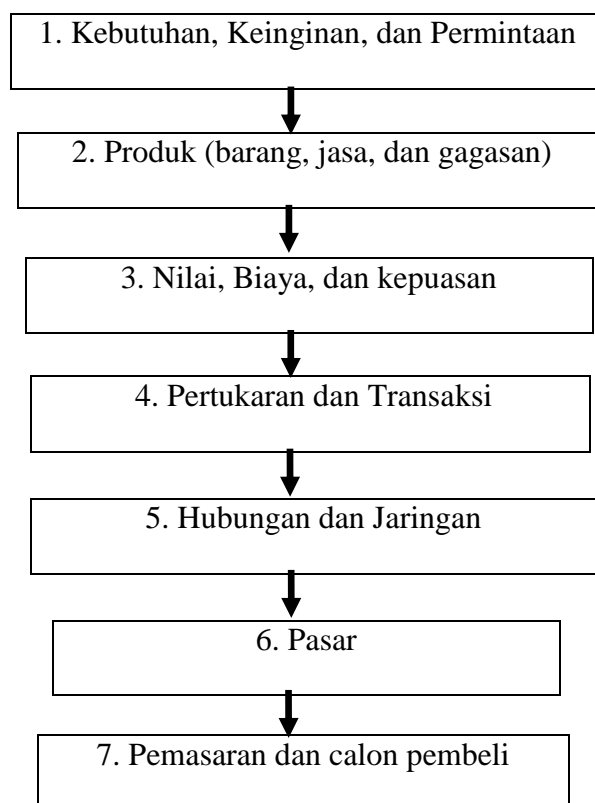 1. Kebutuhan, Keinginan, dan Permintaan
2. Produk (barang, jasa, dan gagasan)
3. Nilai, Biaya, dan kepuasan
4. Pertukaran dan Transaksi
5. Hubungan dan Jaringan
6. Pasar
7. Pemasaran dan calon pembeli